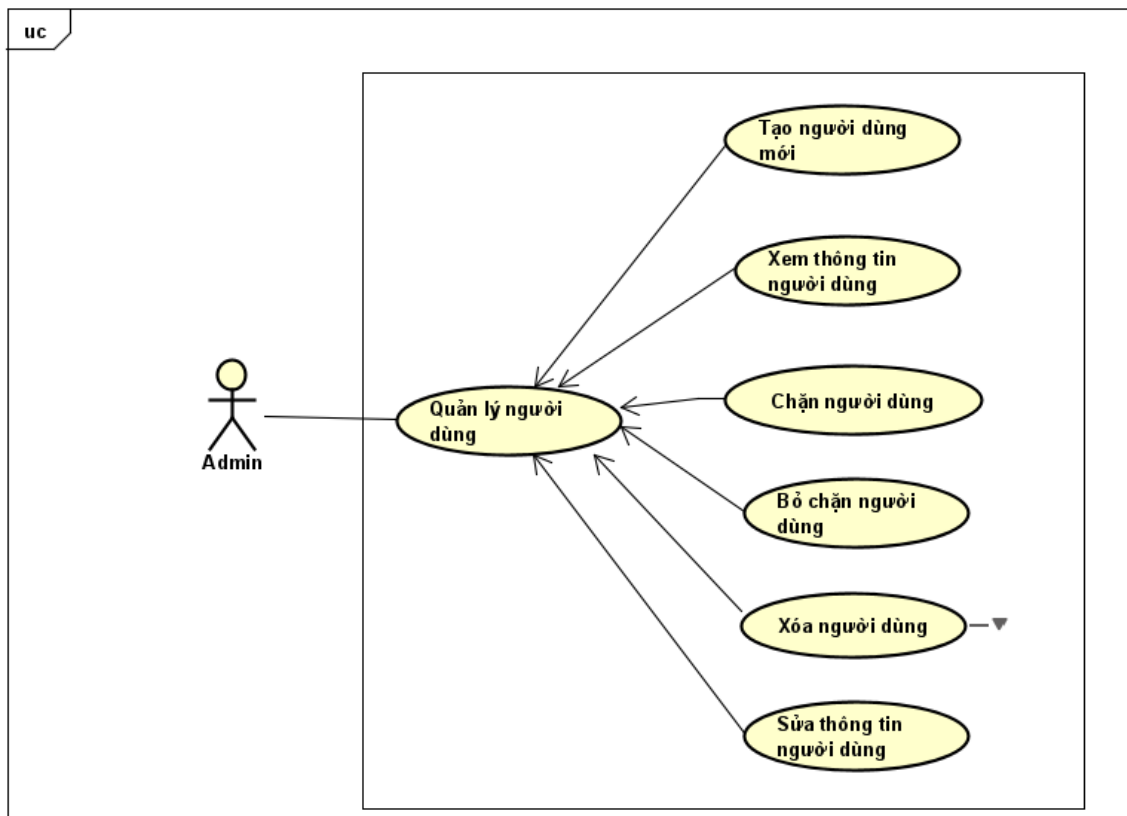 uc
Tạo người dùng
mới
Xem thông tin
người dùng
Chặn người dùng
Quản lý người
dùng
Admin
Bỏ chặn người
dùng
Xóa người dùng
Sửa thông tin
người dùng